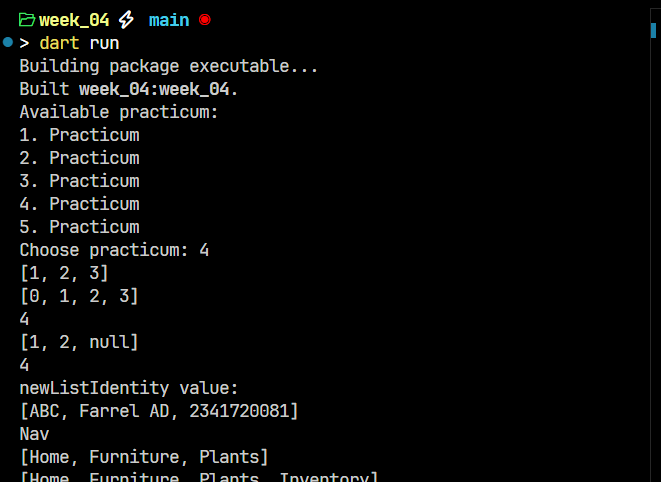 week_04 main
> dart run
Building package executable...
Built week_04:week_04.
Available practicum:
1. Practicum
2. Practicum
3. Practicum
4. Practicum
5. Practicum
Choose practicum: 4
[1, 2, 3]
[0, 1, 2, 3]
4
[1, 2, null]
4
newListIdentity value:
[ABC, Farrel AD, 2341720081]
Nav
[Home, Furniture, Plants]
[Home, Furniture, Plants, Inventory]